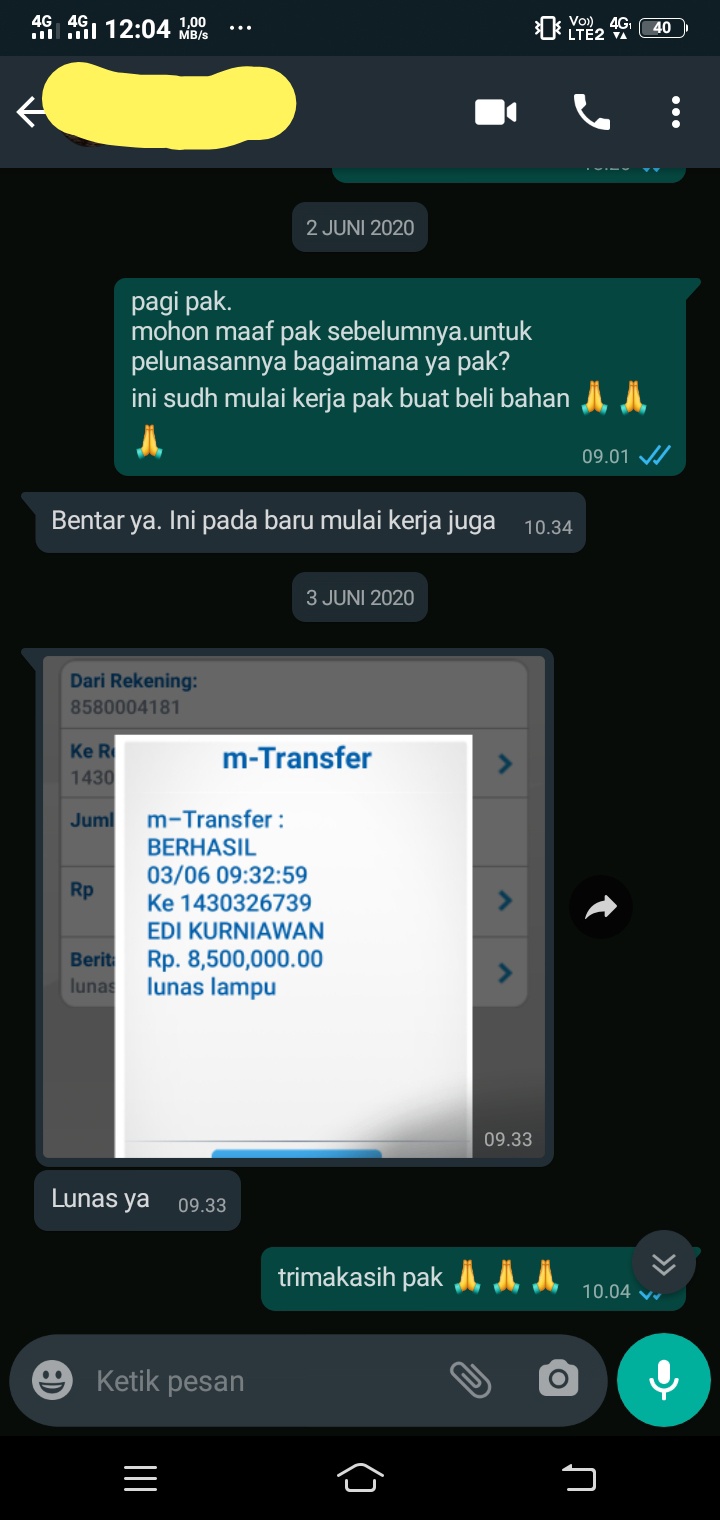 4G 4G 12:04 1,00 MB/s ... Vo)) LTE2 4G 40
2 JUNI 2020
pagi pak.
mohon maaf pak sebelumnya.untuk
pelunasannya bagaimana ya pak?
ini sudh mulai kerja pak buat beli bahan 🙏 🙏
🙏 09.01
Bentar ya. Ini pada baru mulai kerja juga 10.34
3 JUNI 2020
Dari Rekening:
8580004181
Ke Re
1430
Juml
Rp
Berita
lunas
m-Transfer
m-Transfer :
BERHASIL
03/06 09:32:59
Ke 1430326739
EDI KURNIAWAN
Rp. 8,500,000.00
lunas lampu
09.33
Lunas ya 09.33
trimakasih pak 🙏 🙏 🙏 10.04
Ketik pesan